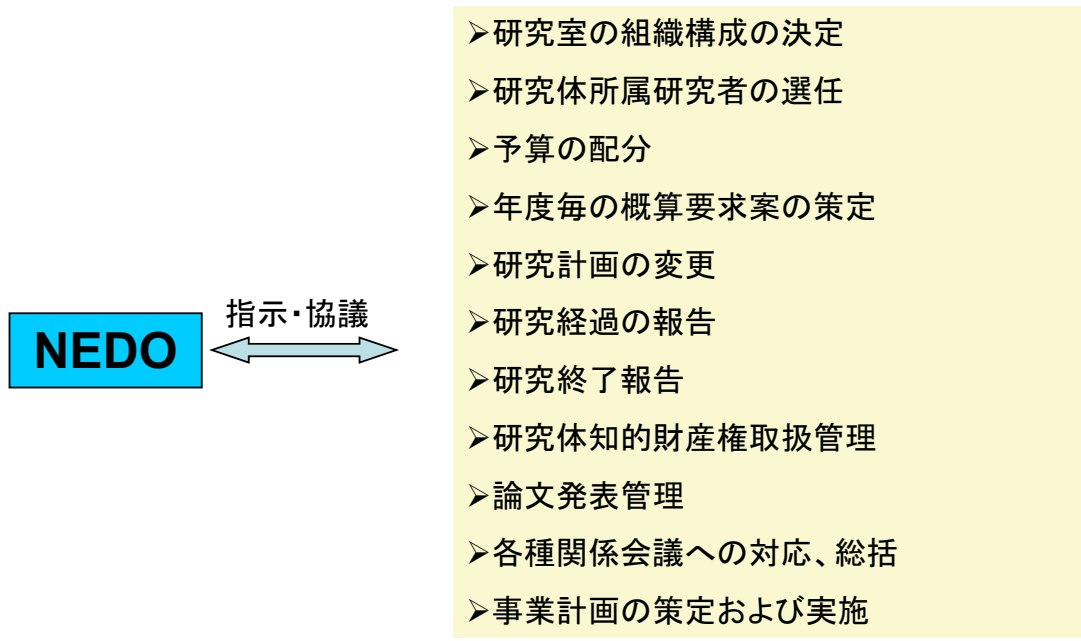 ➢研究室の組織構成の決定
➢研究体所属研究者の選任
➢予算の配分
➢年度毎の概算要求案の策定
➢研究計画の変更
指示・協議
NEDO
➢研究経過の報告
➢研究終了報告
➢研究体知的財産権取扱管理
➢論文発表管理
➢各種関係会議への対応、総括
➢事業計画の策定および実施